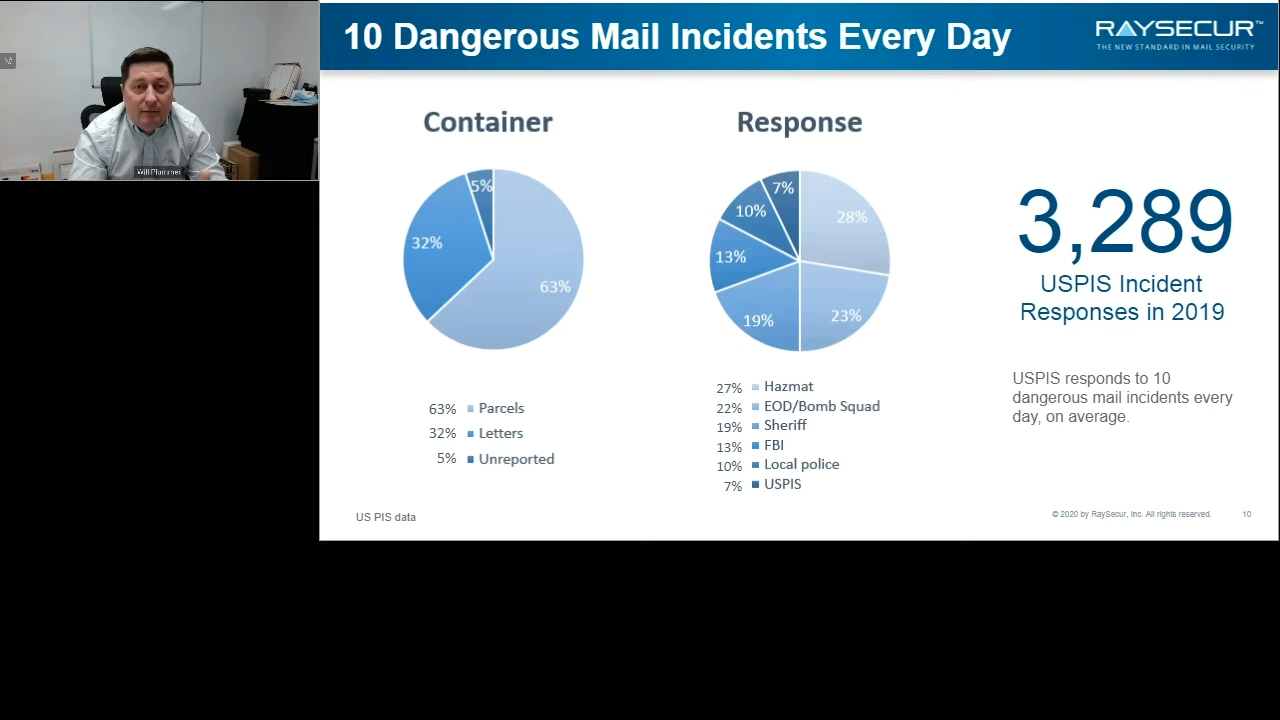 10 Dangerous Mail Incidents Every Day
RAYSECUR™
THE NEW STANDARD IN MAIL SECURITY
Will Plummer
Container
5%
32%
63%
63% Parcels
32% Letters
5% Unreported
Response
7%
28%
10%
13%
19%
23%
27% Hazmat
22% EOD/Bomb Squad
19% Sheriff
13% FBI
10% Local police
7% USPIS
3,289
USPIS Incident
Responses in 2019
USPIS responds to 10
dangerous mail incidents every
day, on average.
US PIS data
© 2020 by RaySecur, Inc. All rights reserved.
10